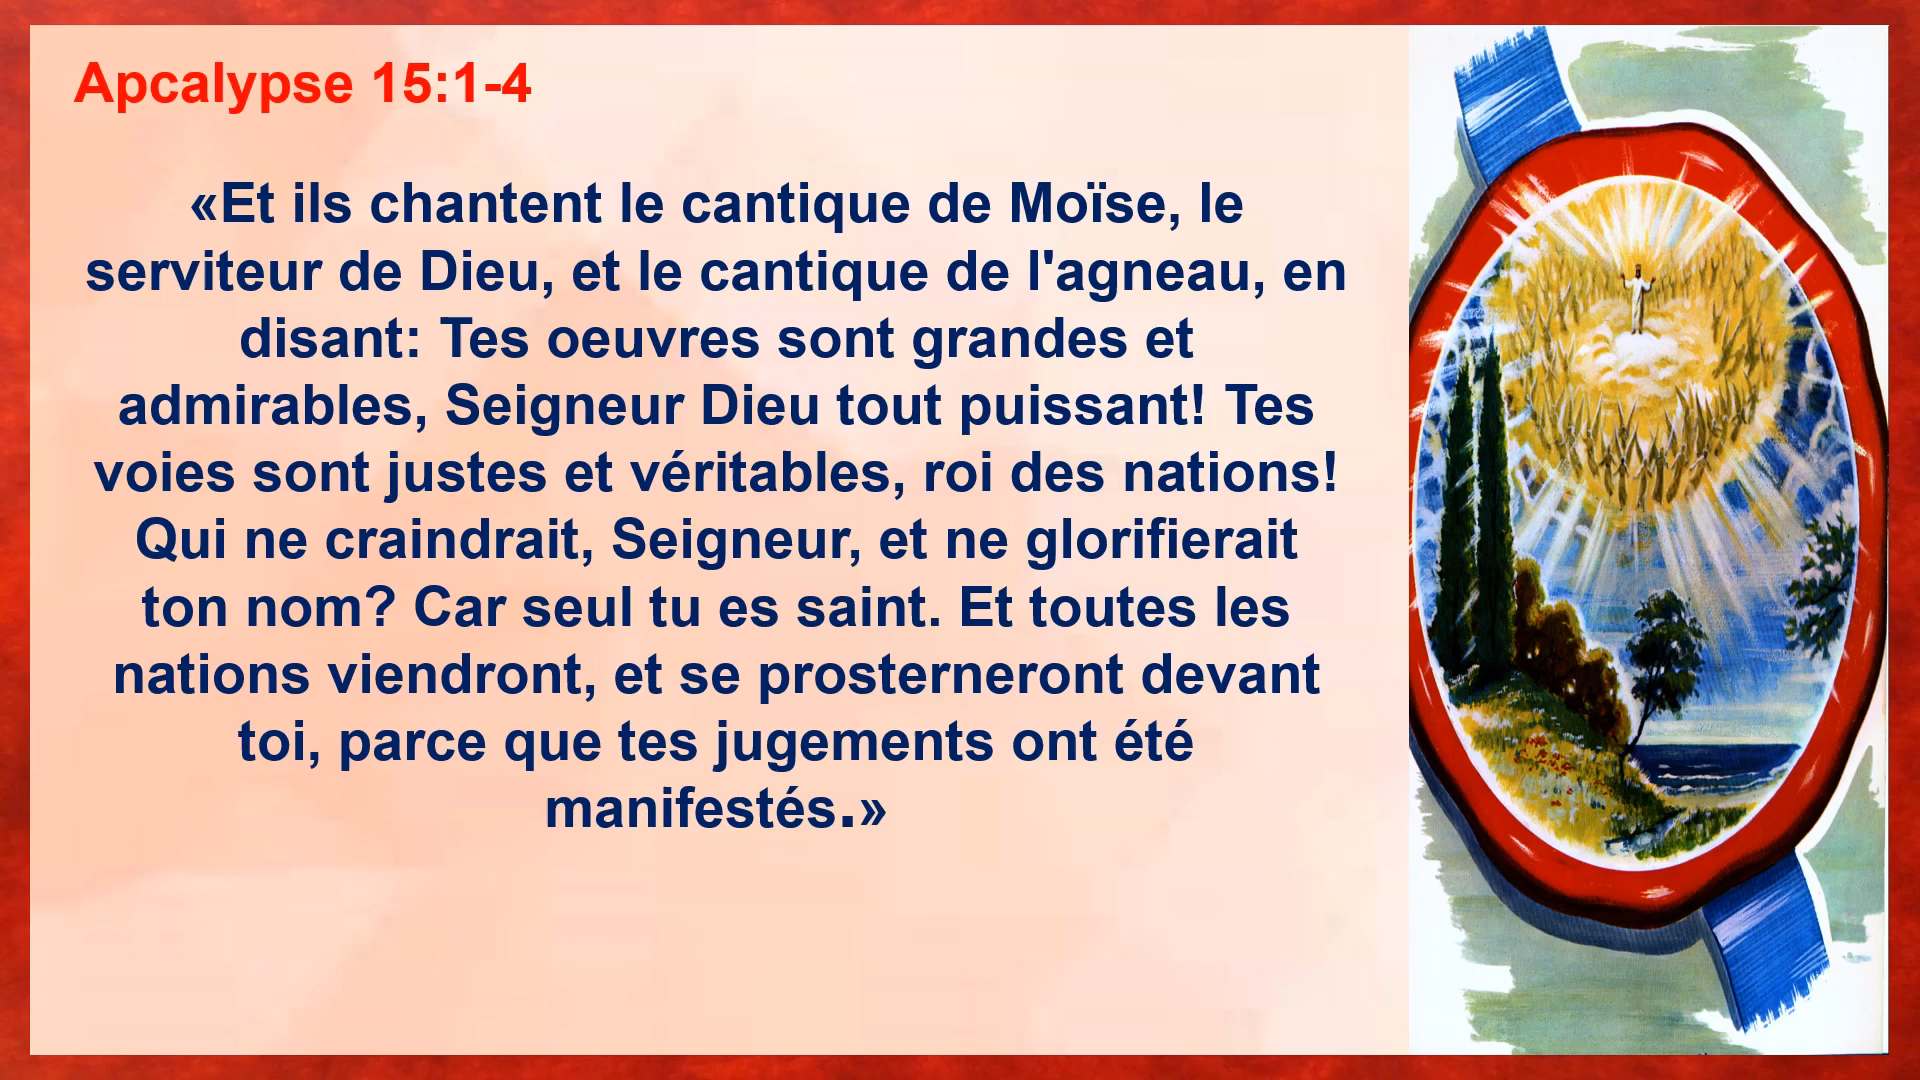 Apcalypse 15:1-4
«Et ils chantent le cantique de Moïse, le
serviteur de Dieu, et le cantique de l'agneau, en
disant: Tes oeuvres sont grandes et
admirables, Seigneur Dieu tout puissant! Tes
voies sont justes et véritables, roi des nations!
Qui ne craindrait, Seigneur, et ne glorifierait
ton nom? Car seul tu es saint. Et toutes les
nations viendront, et se prosterneront devant
toi, parce que tes jugements ont été
manifestés.»